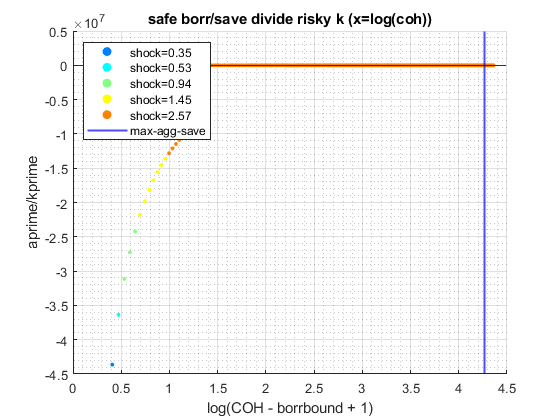 safe borr/save divide risky k (x=log(coh))
×10^7
0.5
0
-0.5
-1
-1.5
-2
-2.5
-3
-3.5
-4
-4.5
aprime/kprime
shock=0.35
shock=0.53
shock=0.94
shock=1.45
shock=2.57
max-agg-save
0 0.5 1 1.5 2 2.5 3 3.5 4 4.5
log(COH - borrbound + 1)